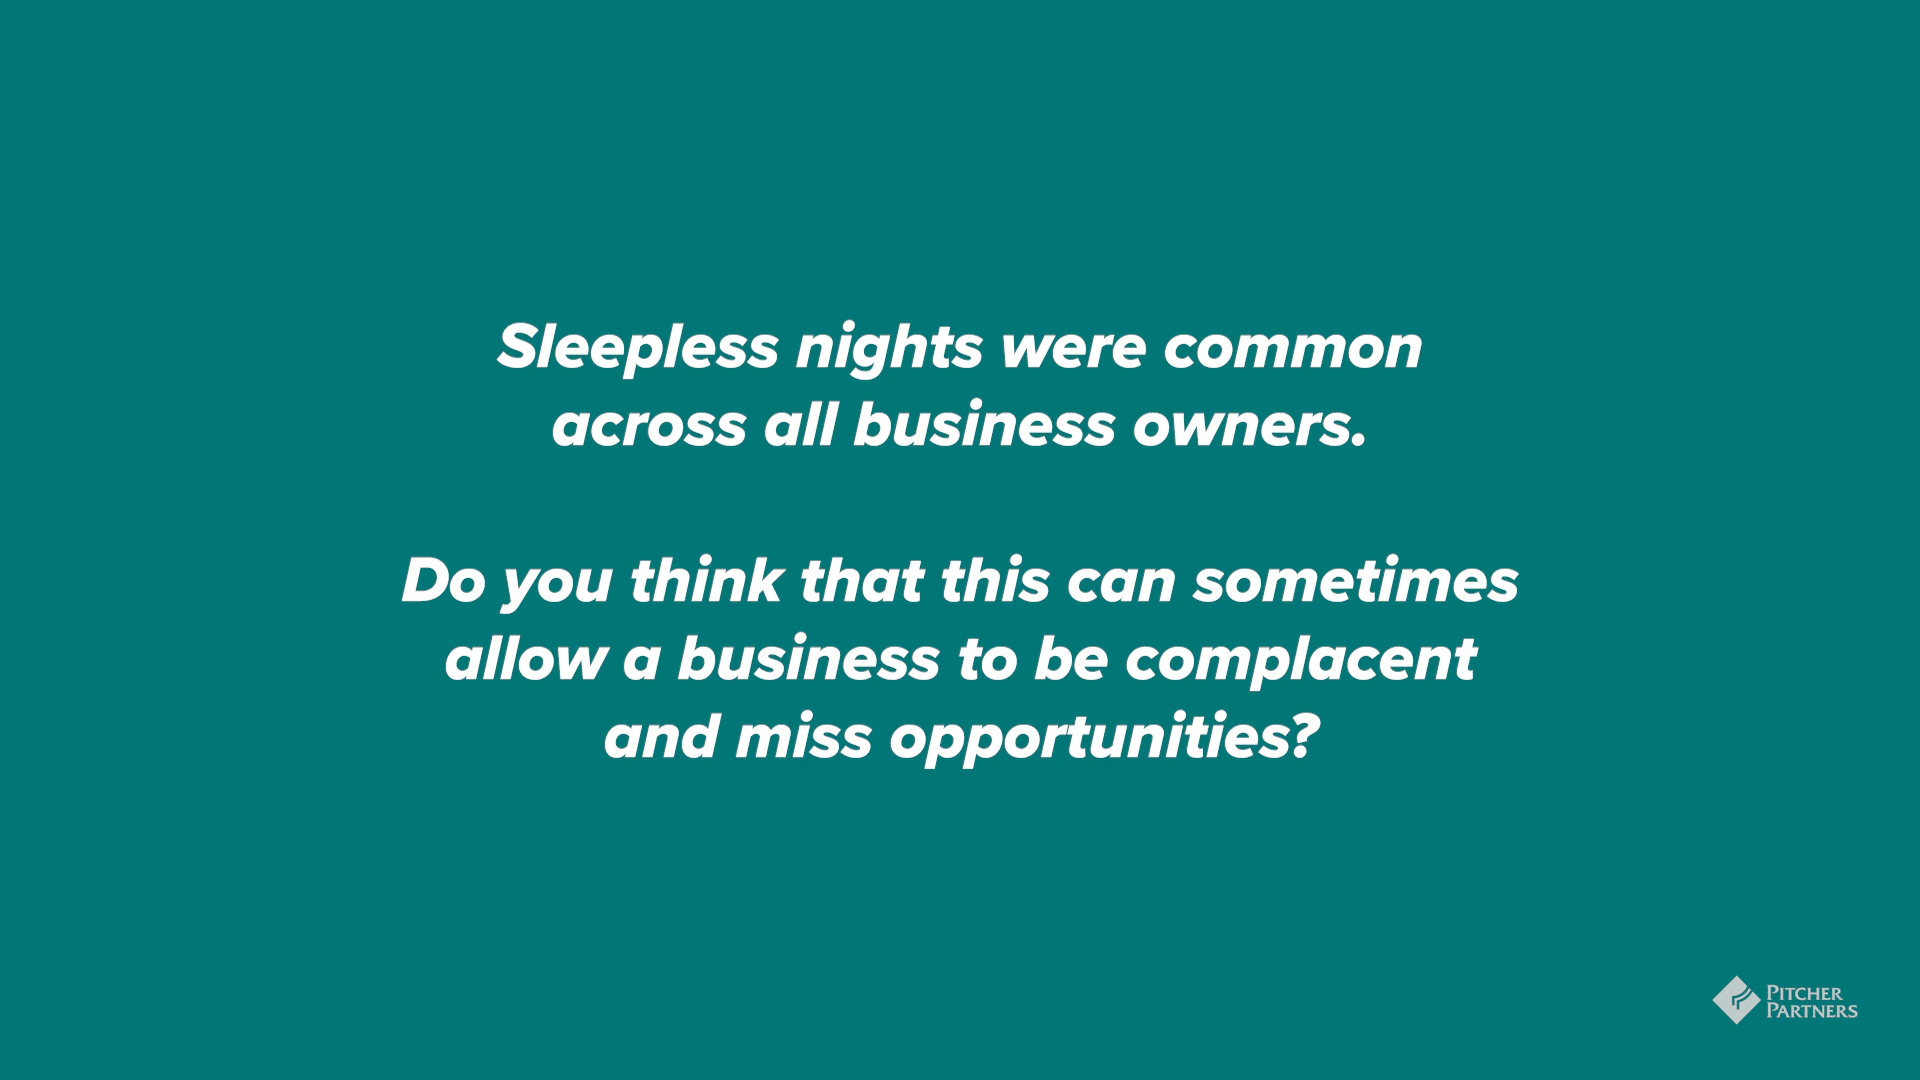 Sleepless nights were common
across all business owners.
Do you think that this can sometimes
allow a business to be complacent
and miss opportunities?
PITCHER
PARTNERS